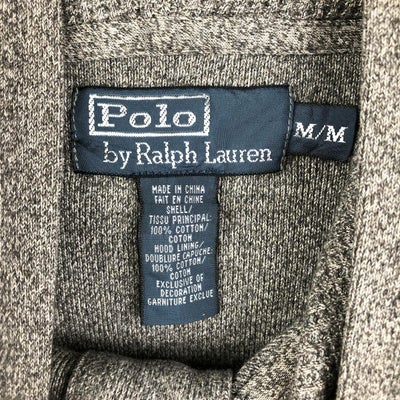 Polo
by Ralph Lauren
M/M
MADE IN CHINA
FAIT EN CHINE
SHELL/
TISSU PRINCIPAL:
100% COTTON/
COTON
HOOD LINING/
DOUBLURE CAPUCHE:
100% COTTON/
COTON
EXCLUSIVE OF
DECORATION
GARNITURE EXCLUE